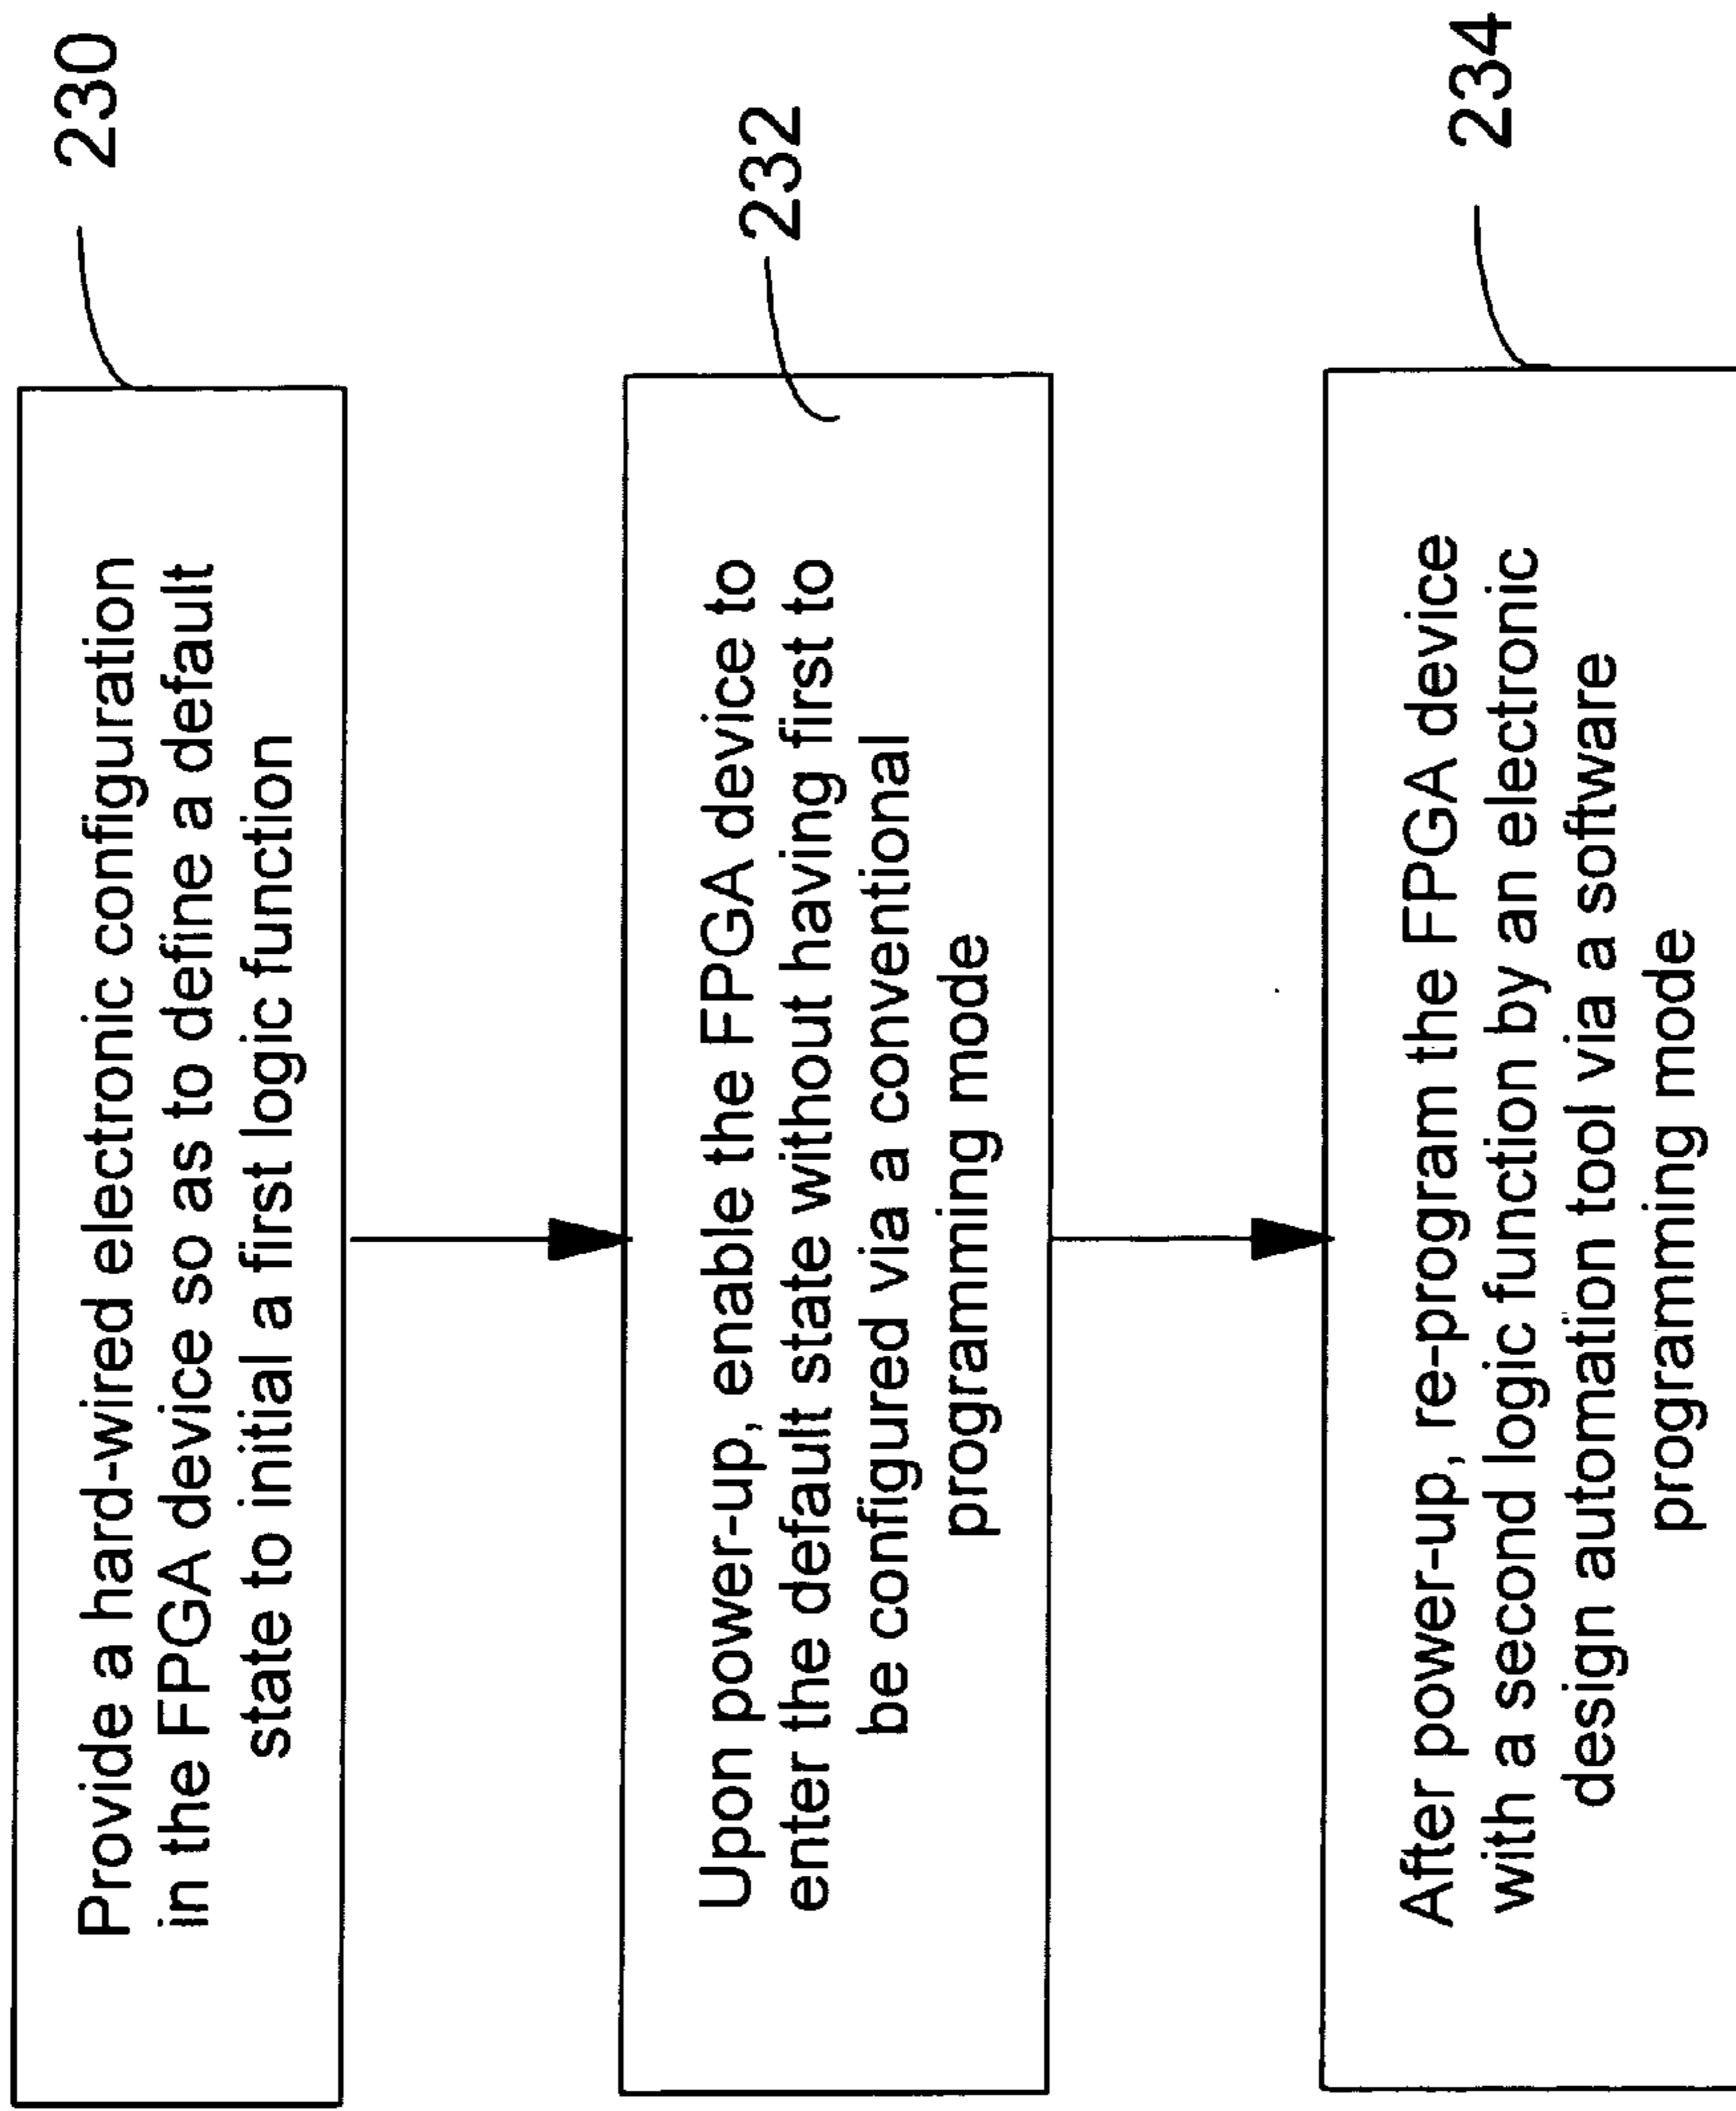 230
Provide a hard-wired electronic configuration
in the FPGA device so as to define a default
state to initial a first logic function
232
Upon power-up, enable the FPGA device to
enter the default state without having first to
be configured via a conventional
programming mode
234
After power-up, re-program the FPGA device
with a second logic function by an electronic
design automation tool via a software
programming mode